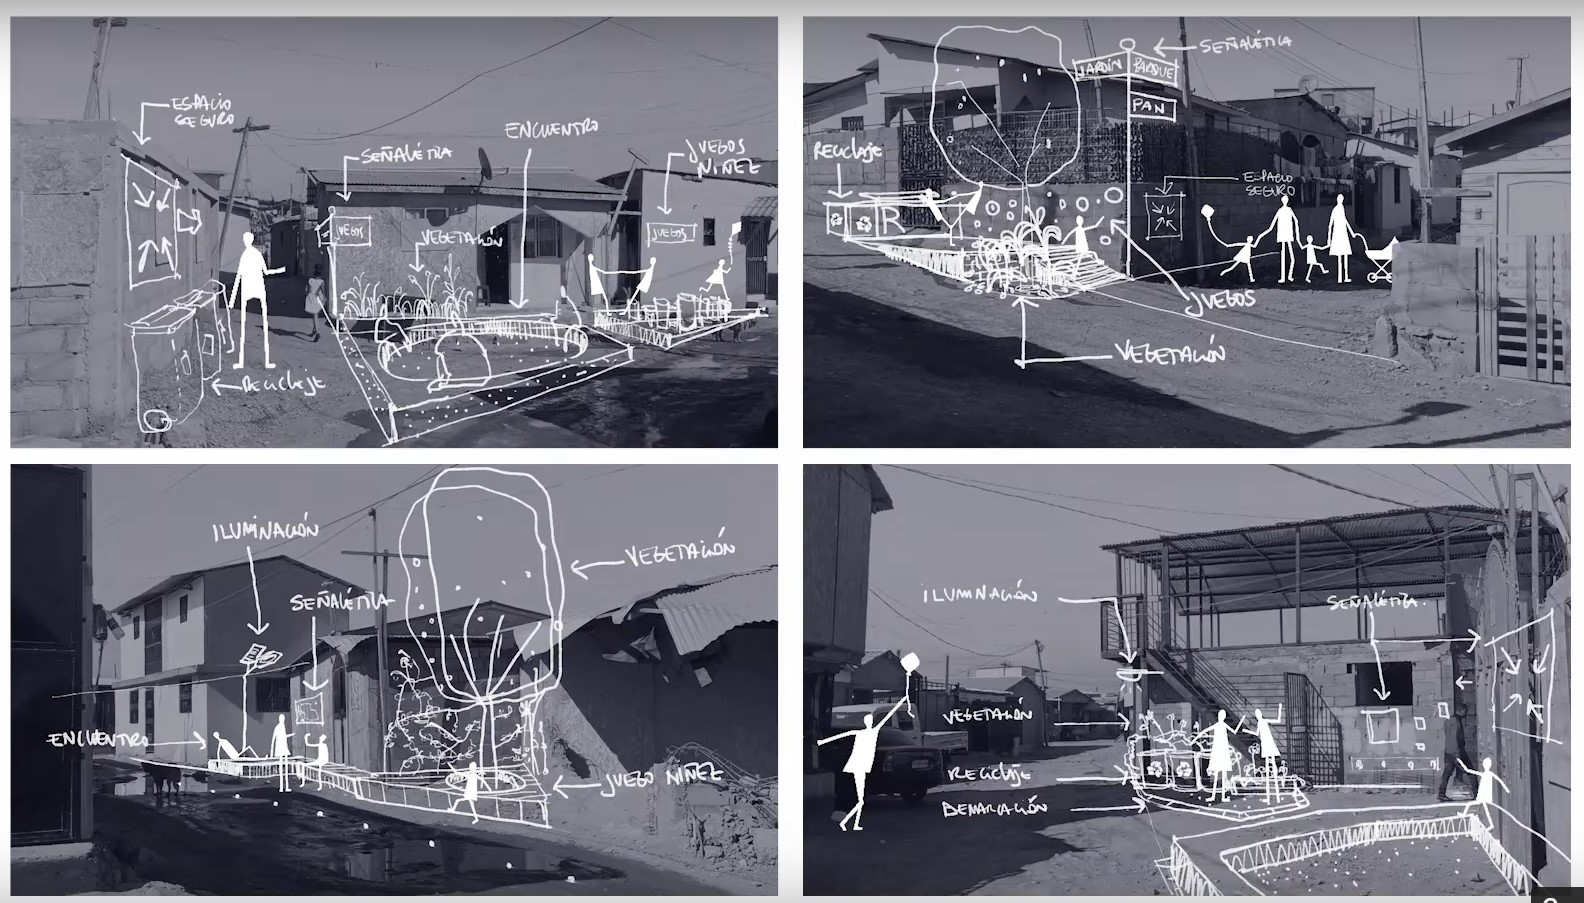 ESPACIO
SEGURO
SEÑALÉTICA
ENCUENTRO
JUEGOS
NIÑEZ
JUEGOS
VEGETACIÓN
JUEGOS
RECICLAJE
SEÑALÉTICA
JARDÍN PARQUE
PAN
RECICLAJE
R
ESPACIO
SEGURO
JUEGOS
VEGETACIÓN
ILUMINACIÓN
VEGETACIÓN
SEÑALÉTICA
ENCUENTRO
JUEGO NIÑEZ
ILUMINACIÓN
SEÑALÉTICA.
VEGETACIÓN
RECICLAJE
DEMARCACIÓN